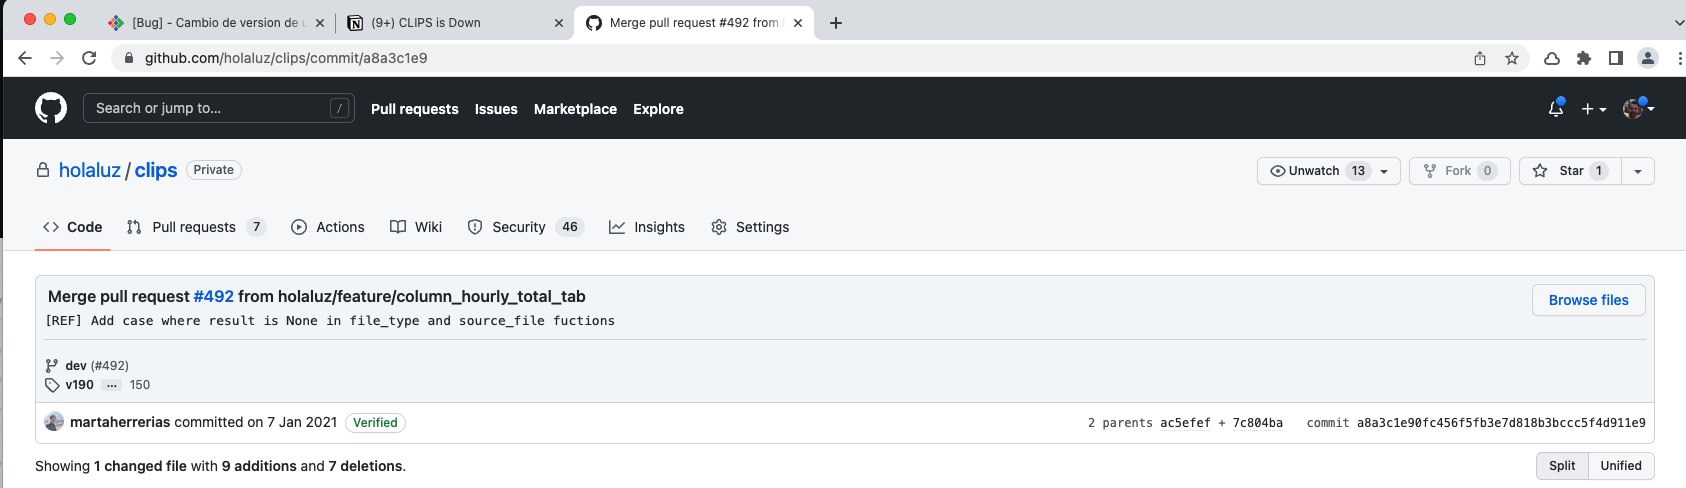 [Bug] - Cambio de version de
(9+) CLIPS is Down
Merge pull request #492 from
github.com/holaluz/clips/commit/a8a3c1e9
Search or jump to... /
Pull requests Issues Marketplace Explore
holaluz / clips Private
Unwatch 13 Fork 0 Star 1
Code Pull requests 7 Actions Wiki Security 46 Insights Settings
Merge pull request #492 from holaluz/feature/column_hourly_total_tab
Browse files
[REF] Add case where result is None in file_type and source_file fuctions
dev (#492)
v190 ... 150
martaherrerias committed on 7 Jan 2021 Verified
2 parents ac5efef + 7c804ba commit a8a3c1e90fc456f5fb3e7d818b3bccc5f4d911e9
Showing 1 changed file with 9 additions and 7 deletions.
Split Unified